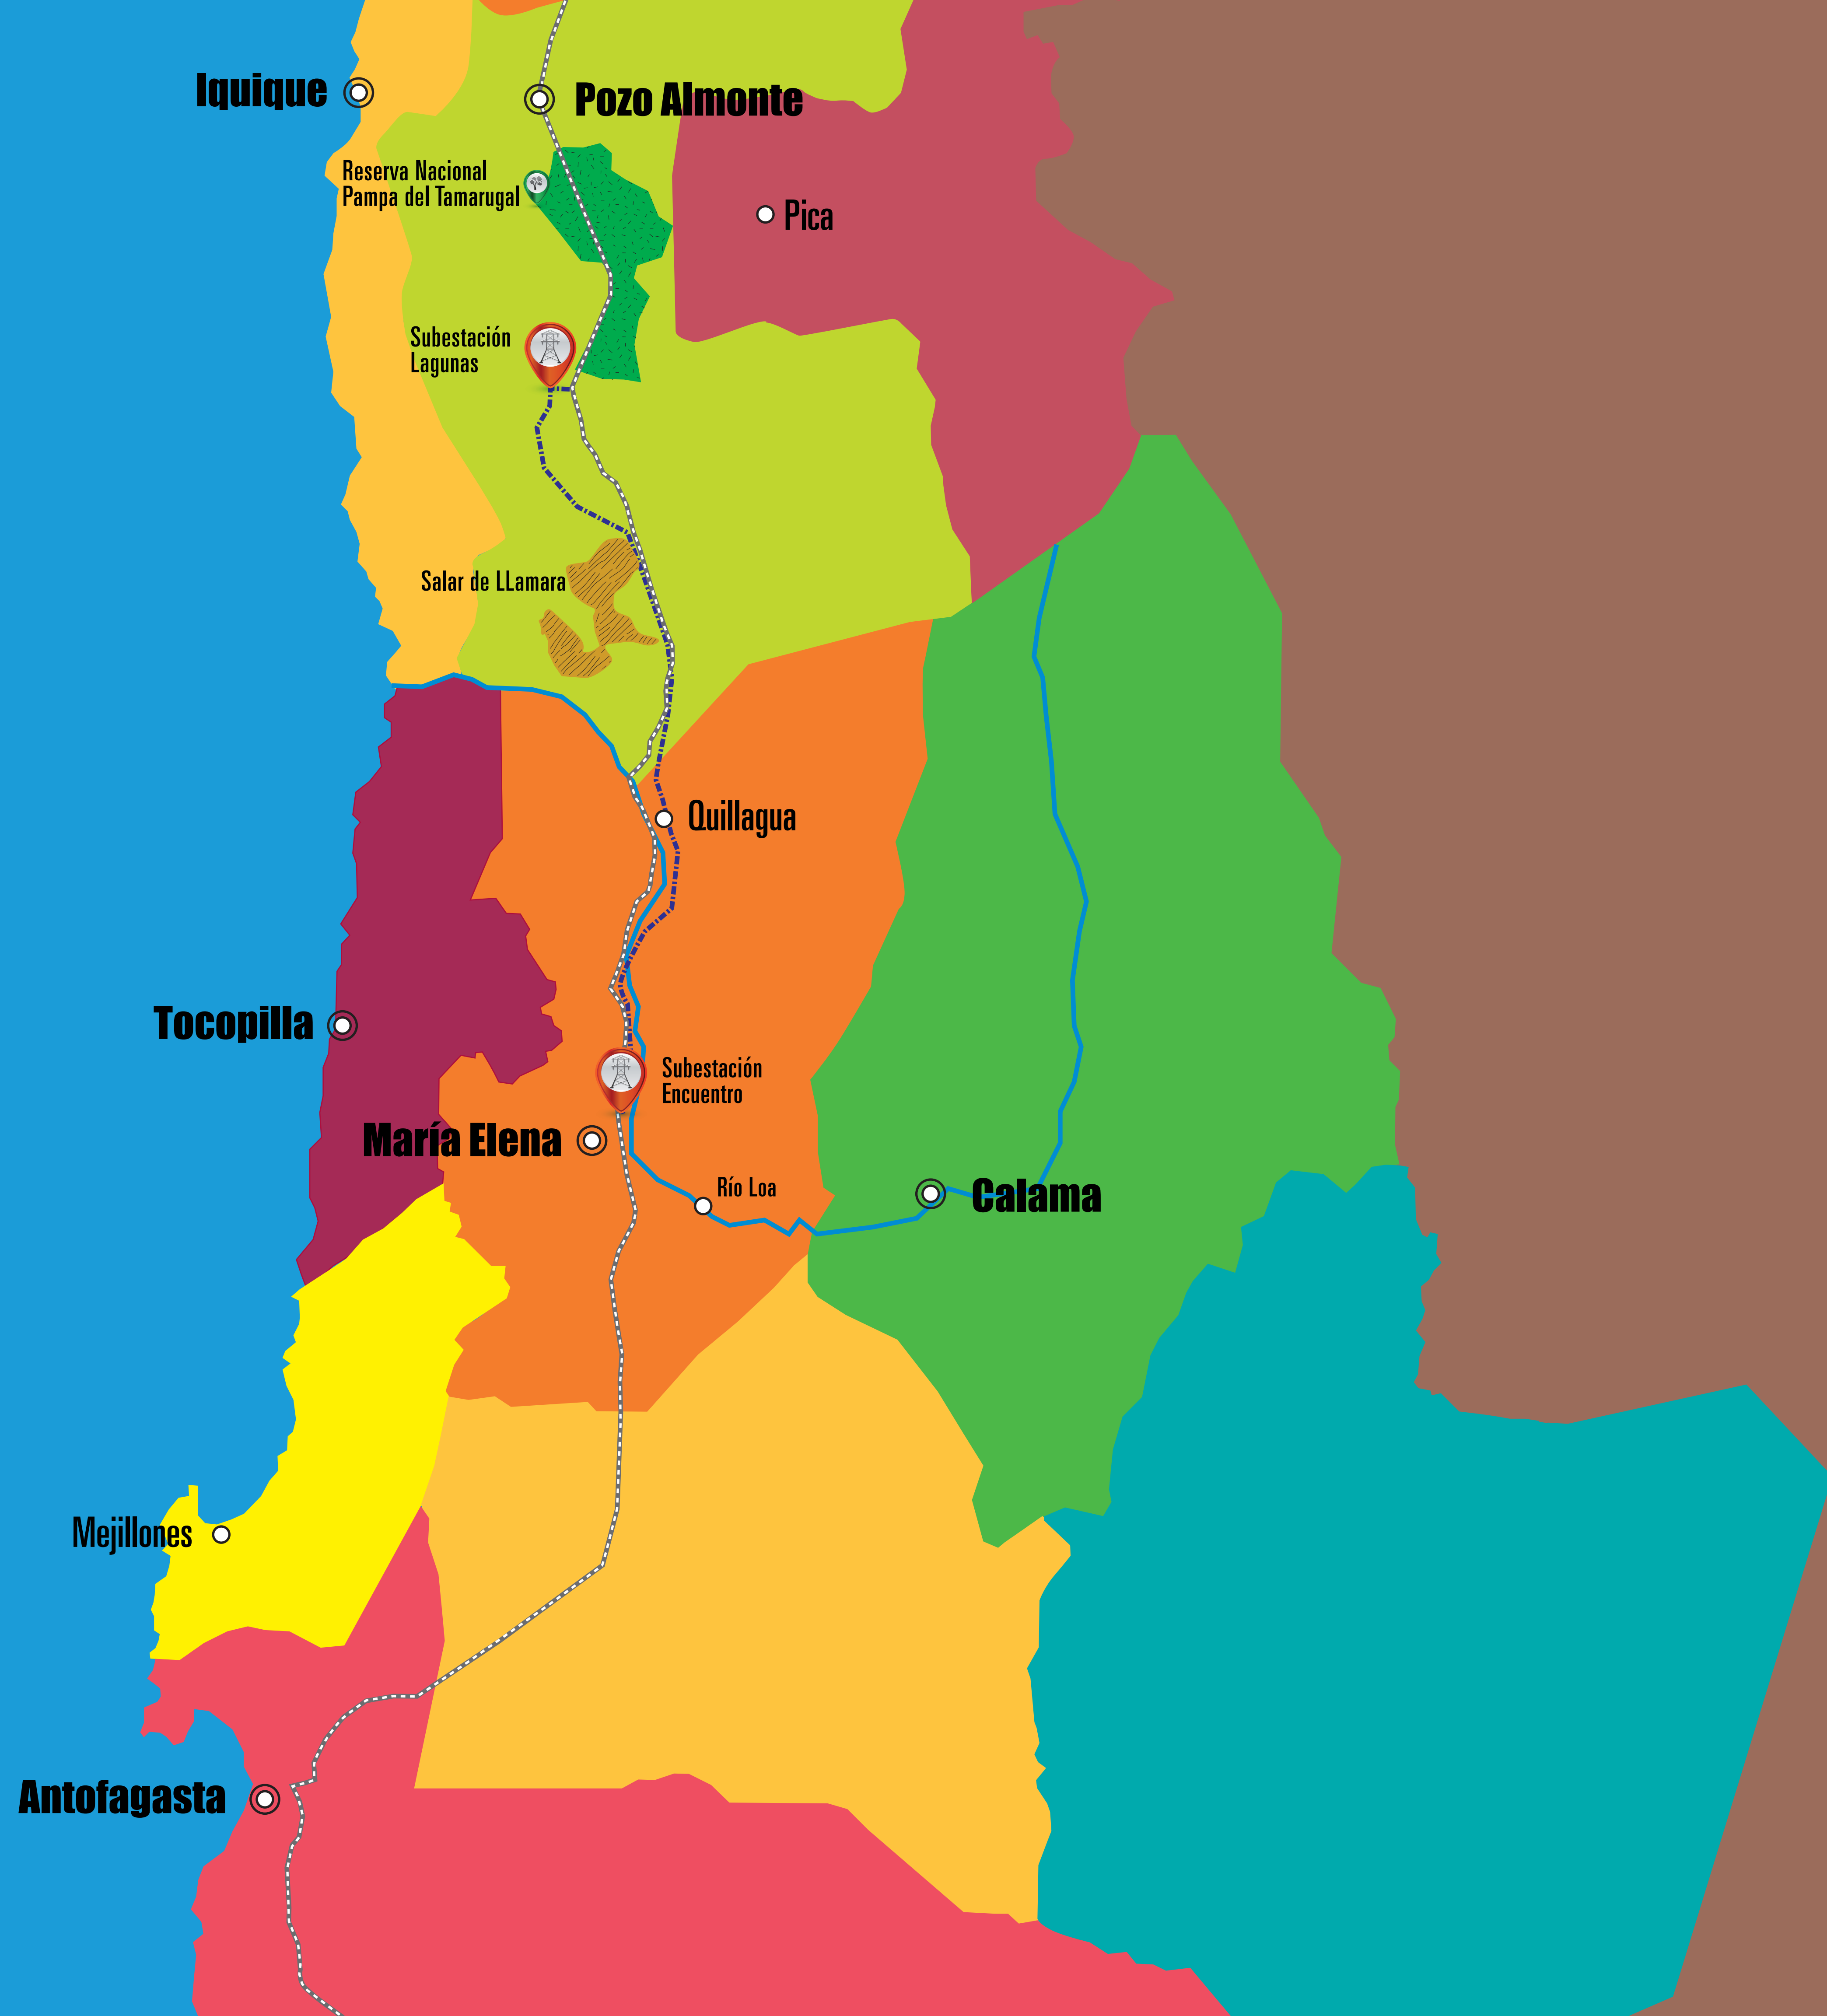 Iquique
Pozo Almonte
Reserva Nacional
Pampa del Tamarugal
Pica
Subestación
Lagunas
Salar de LLamara
Quillagua
Tocopilla
Subestación
Encuentro
María Elena
Río Loa
Calama
Mejillones
Antofagasta